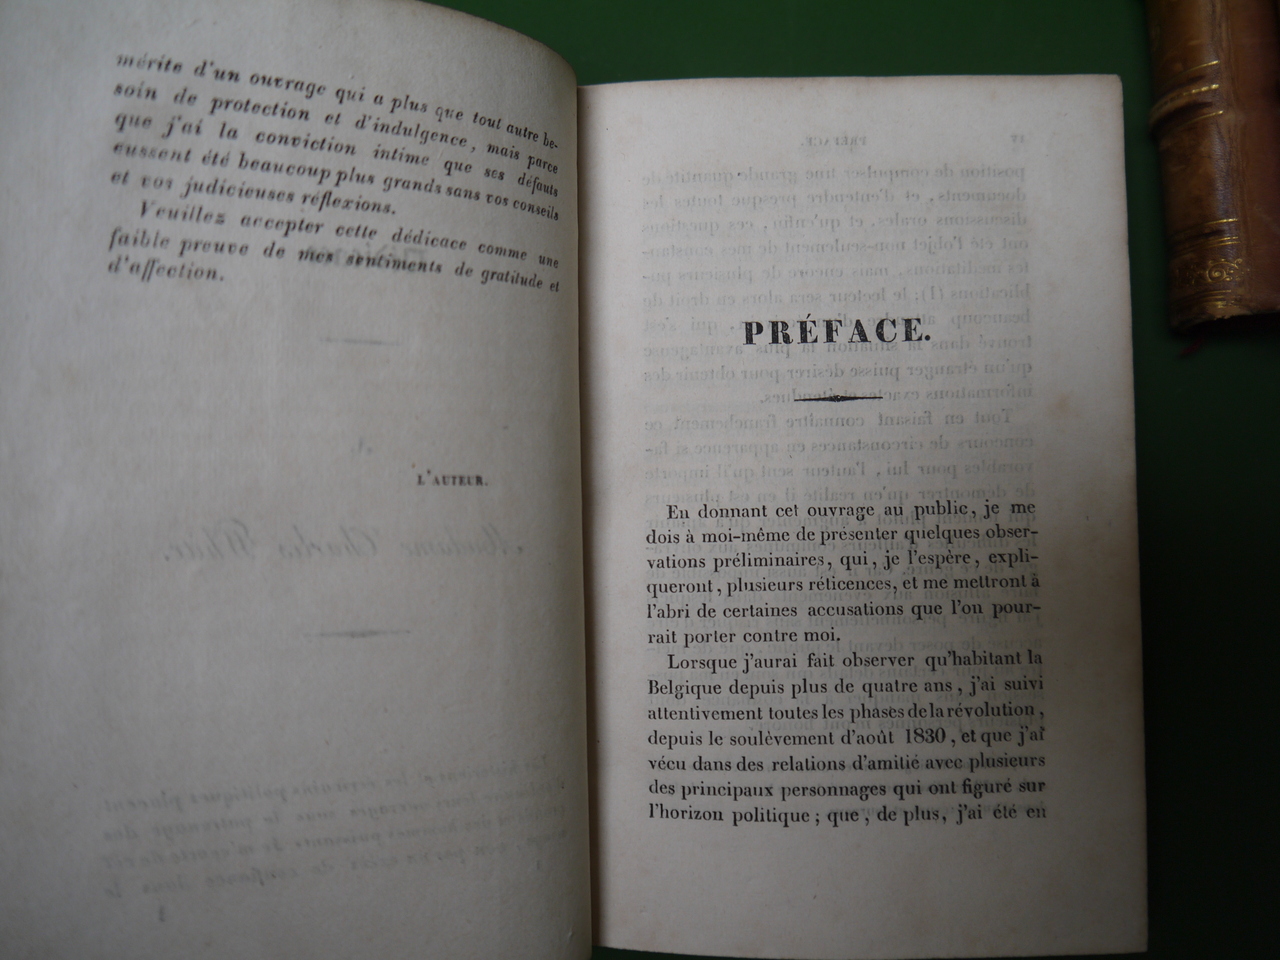 mérite d'un ouvrage qui a plus que tout autre be-
soin de protection et d'indulgence, mais parce
que j'ai la conviction intime que ses défauts
eussent été beaucoup plus grands sans vos conseils
et vos judicieuses réflexions.
Veuillez accepter cette dédicace comme une
faible preuve de mes sentiments de gratitude et
d'affection.
L'AUTEUR.
PRÉFACE.
En donnant cet ouvrage au public, je me
dois à moi-même de présenter quelques obser-
vations préliminaires, qui, je l'espère, expli-
queront, plusieurs réticences, et me mettront à
l'abri de certaines accusations que l'on pour-
rait porter contre moi.
Lorsque j'aurai fait observer qu'habitant la
Belgique depuis plus de quatre ans, j'ai suivi
attentivement toutes les phases de la révolution,
depuis le soulèvement d'août 1830, et que j'ai
vécu dans des relations d'amitié avec plusieurs
des principaux personnages qui ont figuré sur
l'horizon politique; que, de plus, j'ai été en